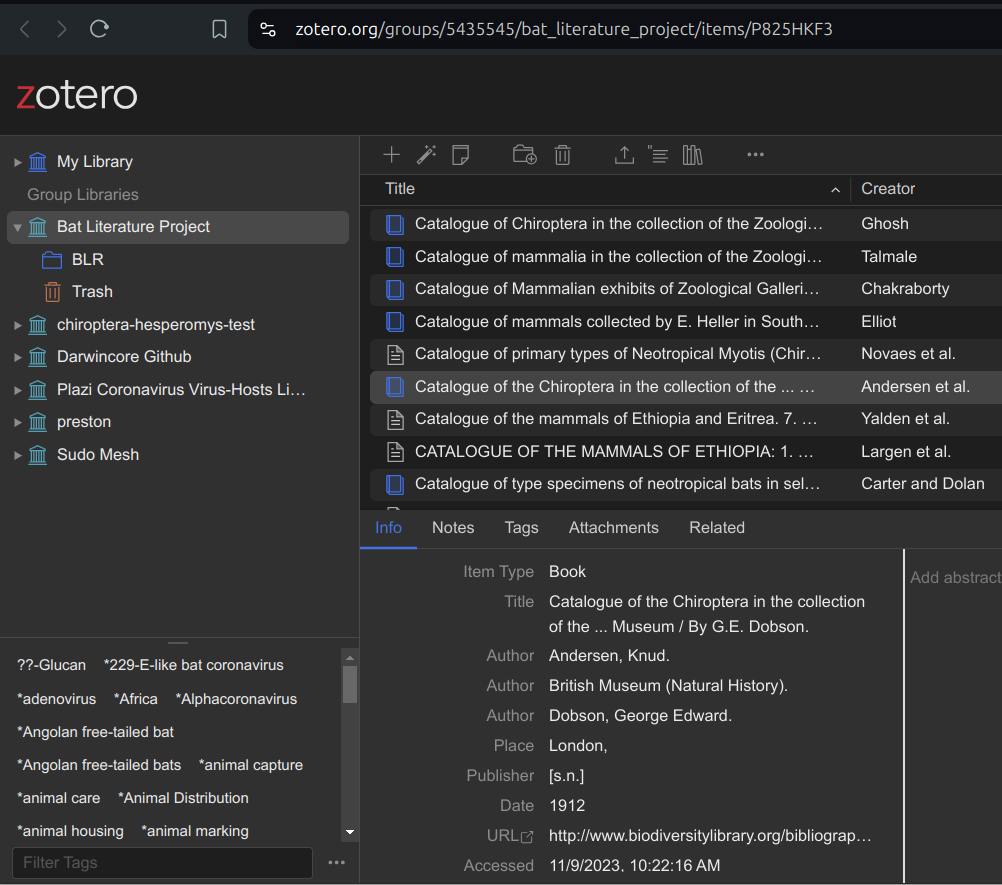 zotero.org/groups/5435545/bat_literature_project/items/P825HKF3
zotero
My Library
Group Libraries
Bat Literature Project
BLR
Trash
chiroptera-hesperomys-test
Darwincore Github
Plazi Coronavirus Virus-Hosts Li…
preston
Sudo Mesh
??-Glucan *229-E-like bat coronavirus
*adenovirus *Africa *Alphacoronavirus
*Angolan free-tailed bat
*Angolan free-tailed bats *animal capture
*animal care *Animal Distribution
*animal housing *animal marking
Filter Tags
Title Creator
Catalogue of Chiroptera in the collection of the Zoologi… Ghosh
Catalogue of mammalia in the collection of the Zoologi… Talmale
Catalogue of Mammalian exhibits of Zoological Galleri… Chakraborty
Catalogue of mammals collected by E. Heller in South… Elliot
Catalogue of primary types of Neotropical Myotis (Chir… Novaes et al.
Catalogue of the Chiroptera in the collection of the ... … Andersen et al.
Catalogue of the mammals of Ethiopia and Eritrea. 7. … Yalden et al.
CATALOGUE OF THE MAMMALS OF ETHIOPIA: 1. … Largen et al.
Catalogue of type specimens of neotropical bats in sel… Carter and Dolan
Info Notes Tags Attachments Related
Item Type Book
Title Catalogue of the Chiroptera in the collection
of the ... Museum / By G.E. Dobson.
Author Andersen, Knud.
Author British Museum (Natural History).
Author Dobson, George Edward.
Place London,
Publisher [s.n.]
Date 1912
URL http://www.biodiversitylibrary.org/bibliograp…
Accessed 11/9/2023, 10:22:16 AM
Add abstract